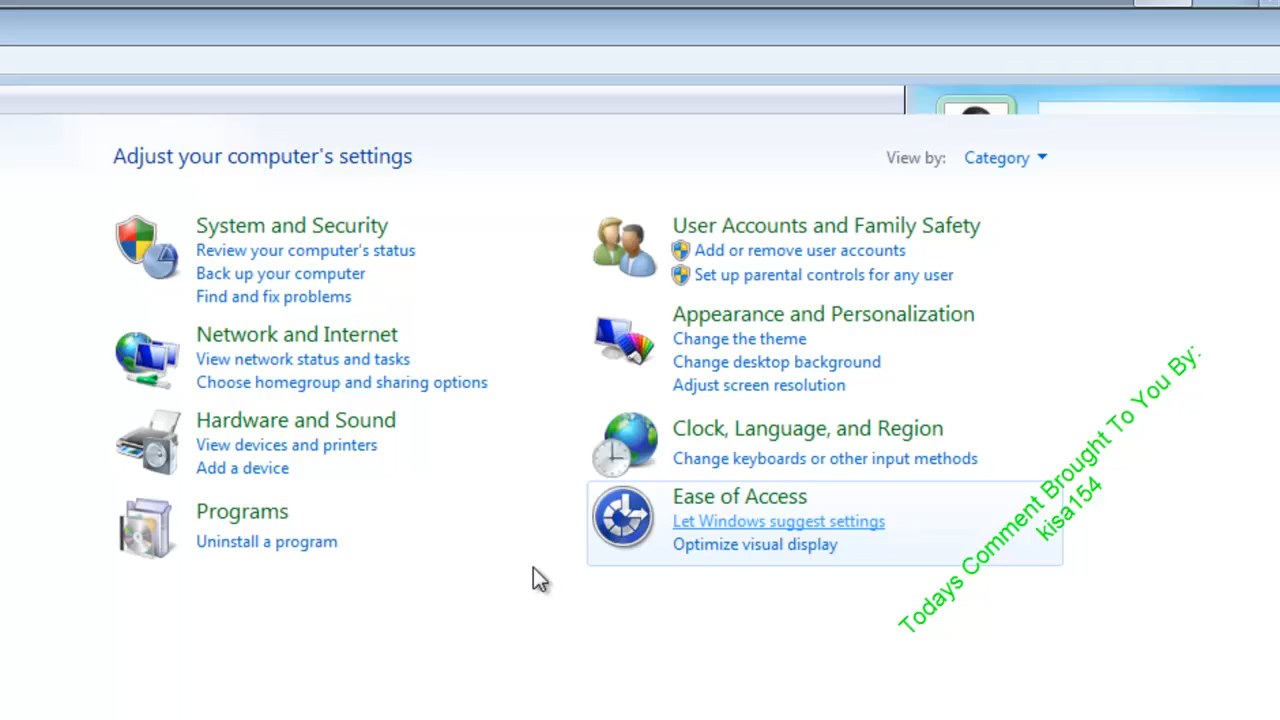 Adjust your computer's settings
View by: Category
System and Security
Review your computer's status
Back up your computer
Find and fix problems
Network and Internet
View network status and tasks
Choose homegroup and sharing options
Hardware and Sound
View devices and printers
Add a device
Programs
Uninstall a program
User Accounts and Family Safety
Add or remove user accounts
Set up parental controls for any user
Appearance and Personalization
Change the theme
Change desktop background
Adjust screen resolution
Clock, Language, and Region
Change keyboards or other input methods
Ease of Access
Let Windows suggest settings
Optimize visual display
Todays Comment Brought To You By:
kisa154